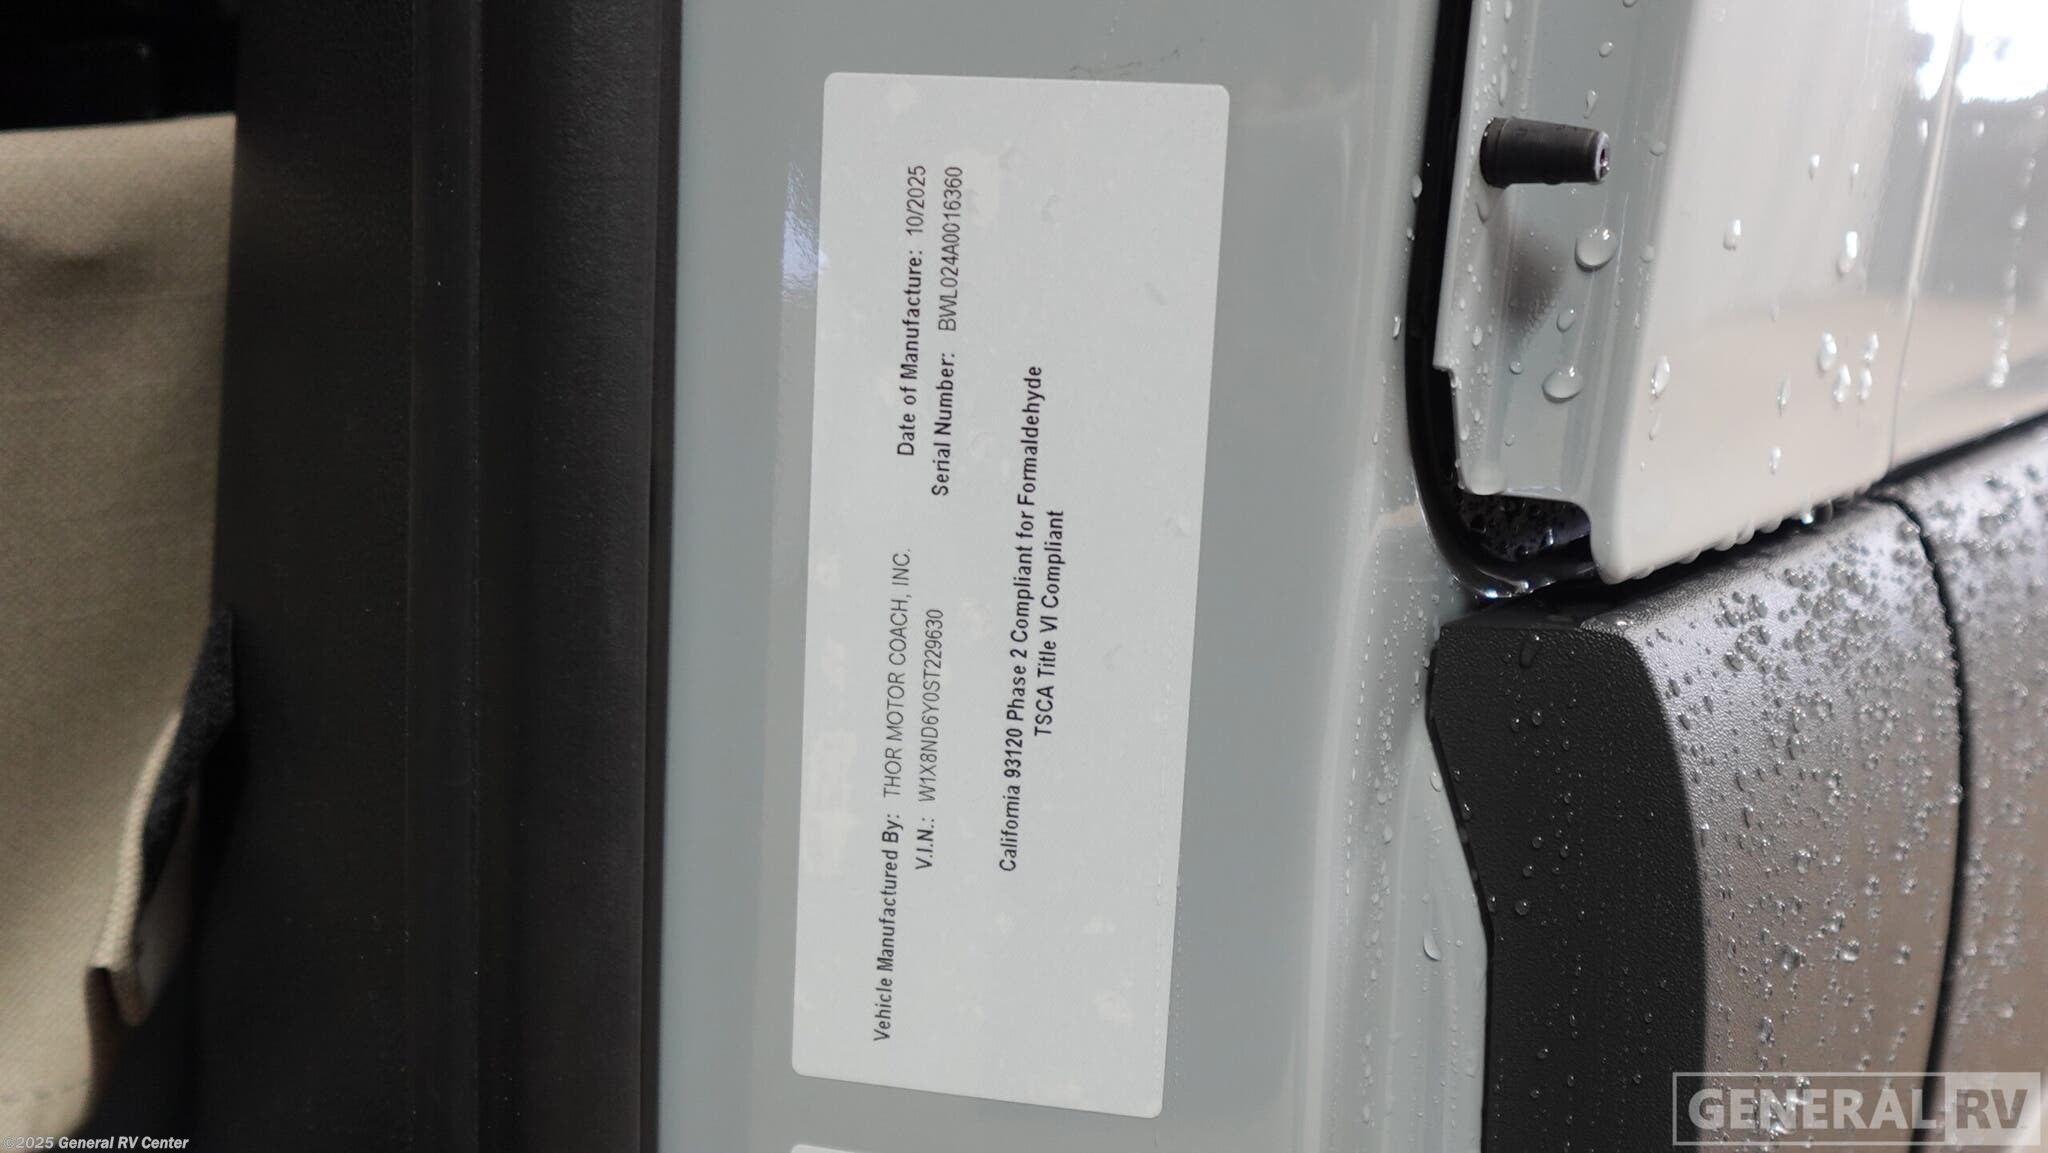 Vehicle Manufactured By: THOR MOTOR COACH, INC. Date of Manufacture: 10/2025
V.I.N.: W1X8ND6Y0ST229630 Serial Number: BWL024A0016360
California 93120 Phase 2 Compliant for Formaldehyde
TSCA Title VI Compliant
©2025 General RV Center
GENERAL RV